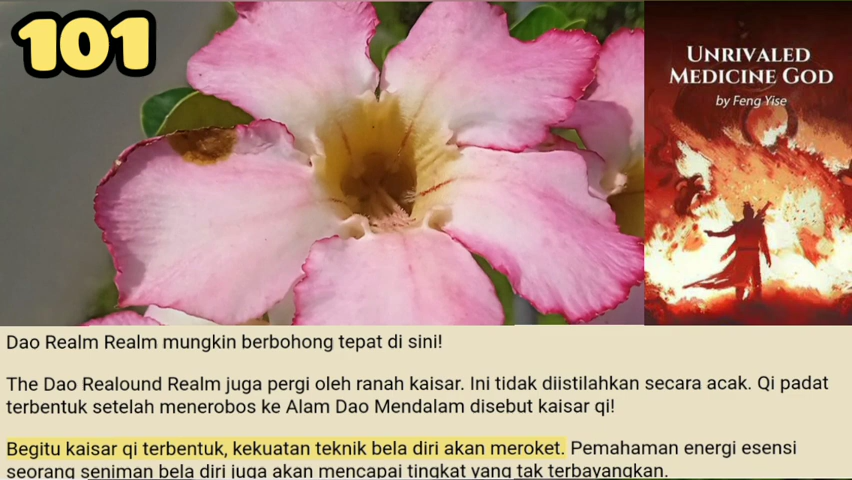 101
UNRIVALED
MEDICINE GOD
by Feng Yise
Dao Realm Realm mungkin berbohong tepat di sini!
The Dao Realound Realm juga pergi oleh ranah kaisar. Ini tidak diistilahkan secara acak. Qi padat
terbentuk setelah menerobos ke Alam Dao Mendalam disebut kaisar qi!
Begitu kaisar qi terbentuk, kekuatan teknik bela diri akan meroket. Pemahaman energi esensi
seorang seniman bela diri juga akan mencapai tingkat yang tak terbayangkan.